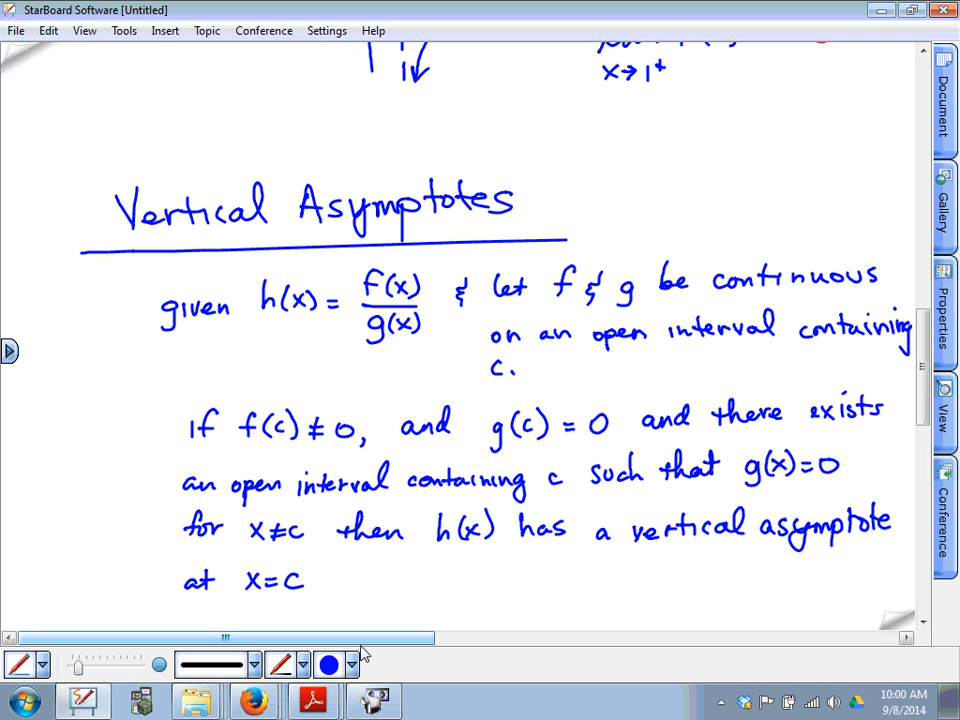 StarBoard Software [Untitled]
File Edit View Tools Insert Topic Conference Settings Help
x→1+
Vertical Asymptotes
given h(x) = f(x)/g(x) & let f & g be continuous
on an open interval containing
c.
if f(c) ≠ 0, and g(c) = 0 and there exists
an open interval containing c such that g(x)=0
for x≠c then h(x) has a vertical asymptote
at x=c
Document
Gallery
Properties
View
Conference
10:00 AM
9/8/2014